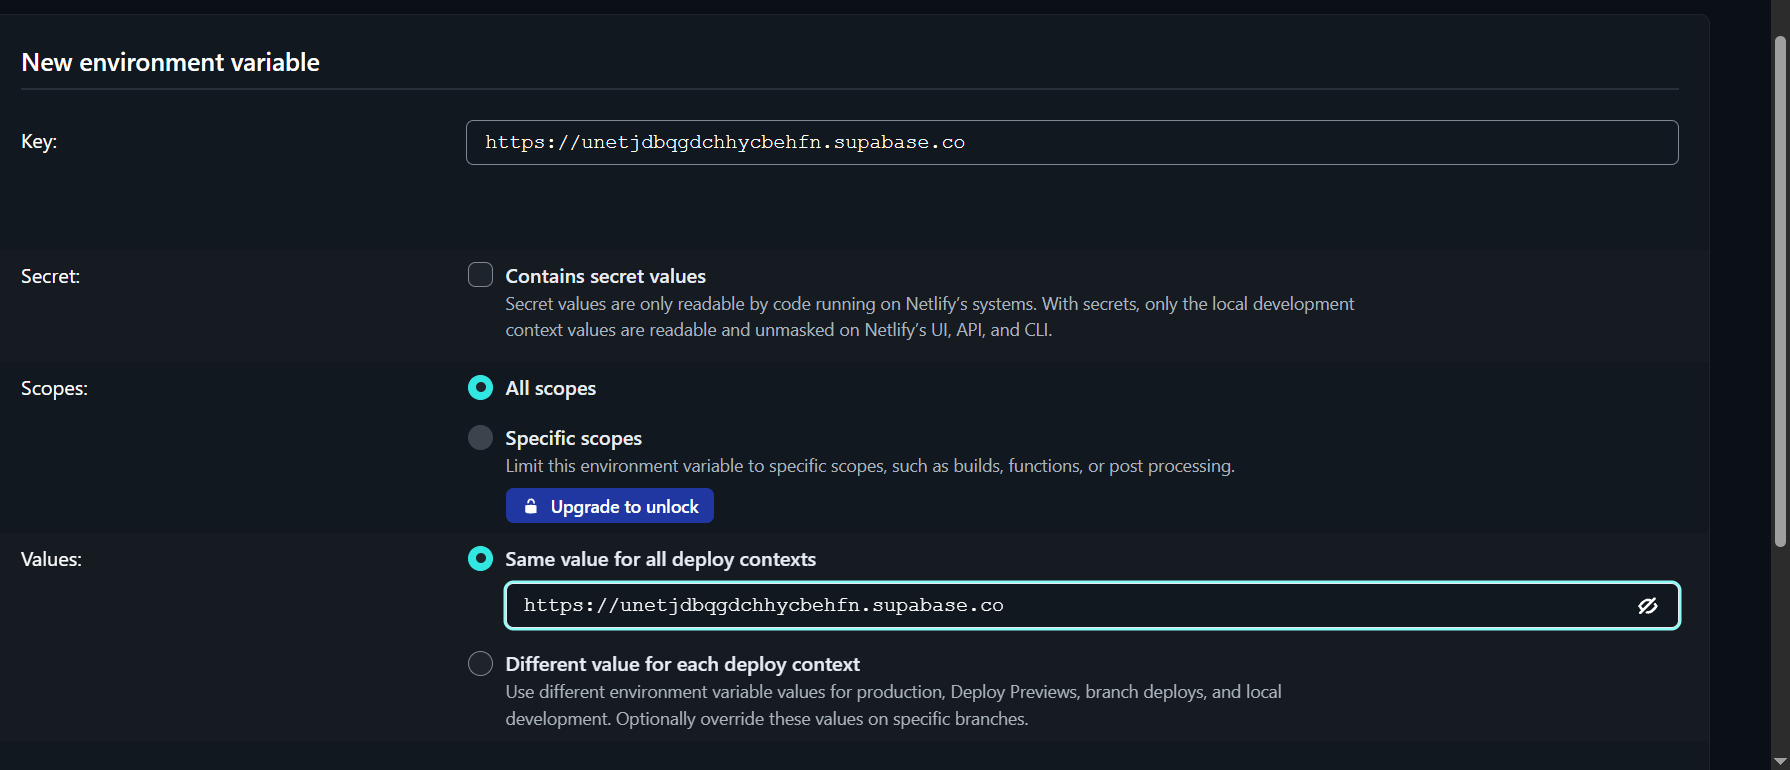 New environment variable
Key:
https://unetjdbqgdchhycbehfn.supabase.co
Secret:
Contains secret values
Secret values are only readable by code running on Netlify’s systems. With secrets, only the local development
context values are readable and unmasked on Netlify’s UI, API, and CLI.
Scopes:
All scopes
Specific scopes
Limit this environment variable to specific scopes, such as builds, functions, or post processing.
Upgrade to unlock
Values:
Same value for all deploy contexts
https://unetjdbqgdchhycbehfn.supabase.co
Different value for each deploy context
Use different environment variable values for production, Deploy Previews, branch deploys, and local
development. Optionally override these values on specific branches.